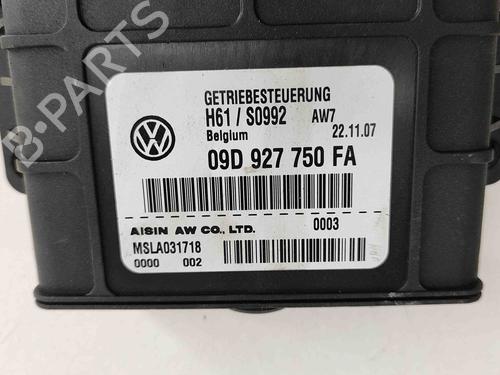 B-PARTS
GETRIEBESTEUERUNG
H61 / S0992 AW7
Belgium 22.11.07
09D 927 750 FA
AISIN AW CO., LTD. 0003
MSLA031718
0000 002